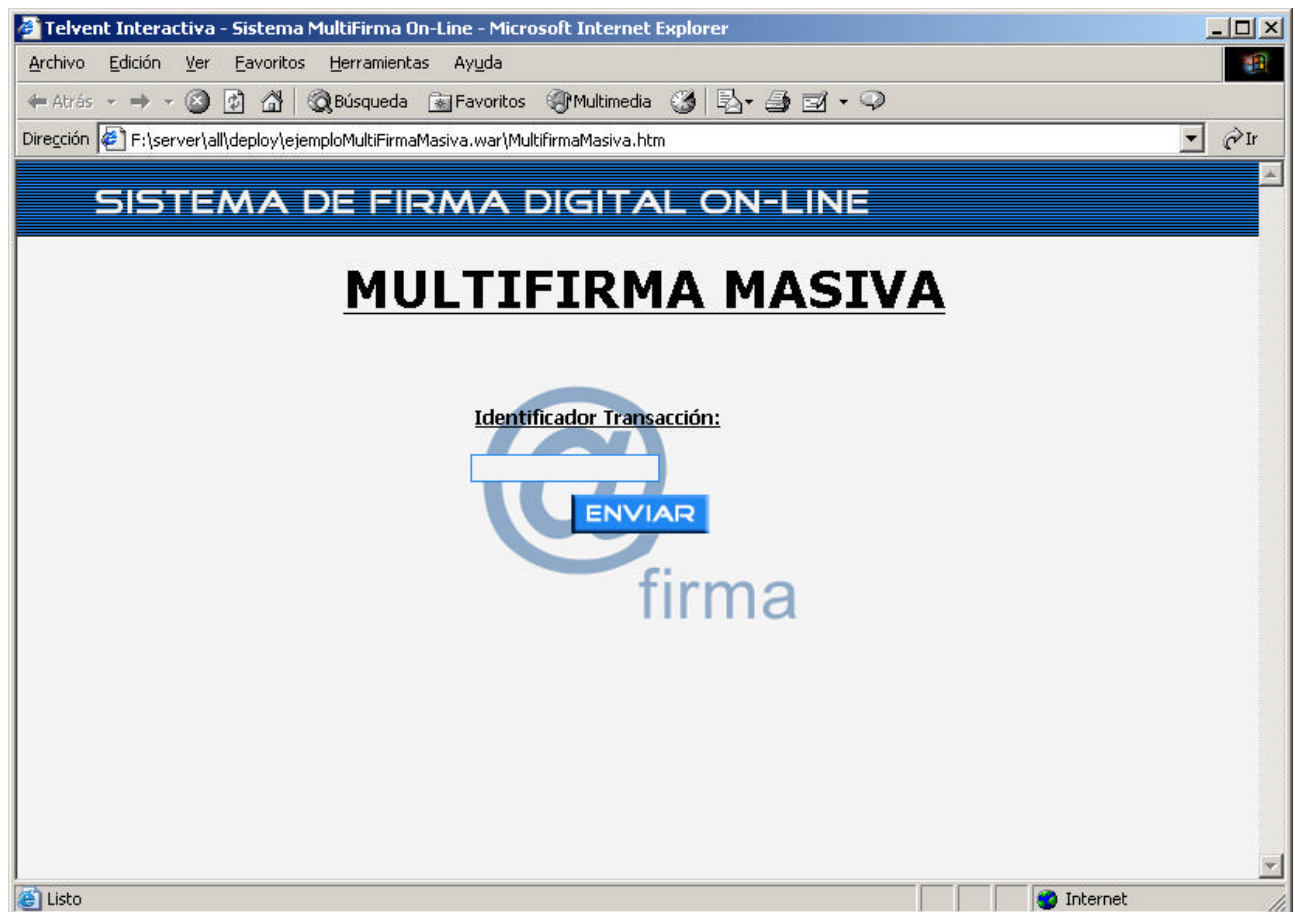 Telvent Interactiva - Sistema MultiFirma On-Line - Microsoft Internet Explorer
Archivo Edición Ver Favoritos Herramientas Ayuda
Atrás Búsqueda Favoritos Multimedia
Dirección F:\server\all\deploy\ejemploMultiFirmaMasiva.war\MultifirmaMasiva.htm Ir
SISTEMA DE FIRMA DIGITAL ON-LINE
MULTIFIRMA MASIVA
Identificador Transacción:
ENVIAR
@
firma
Listo Internet